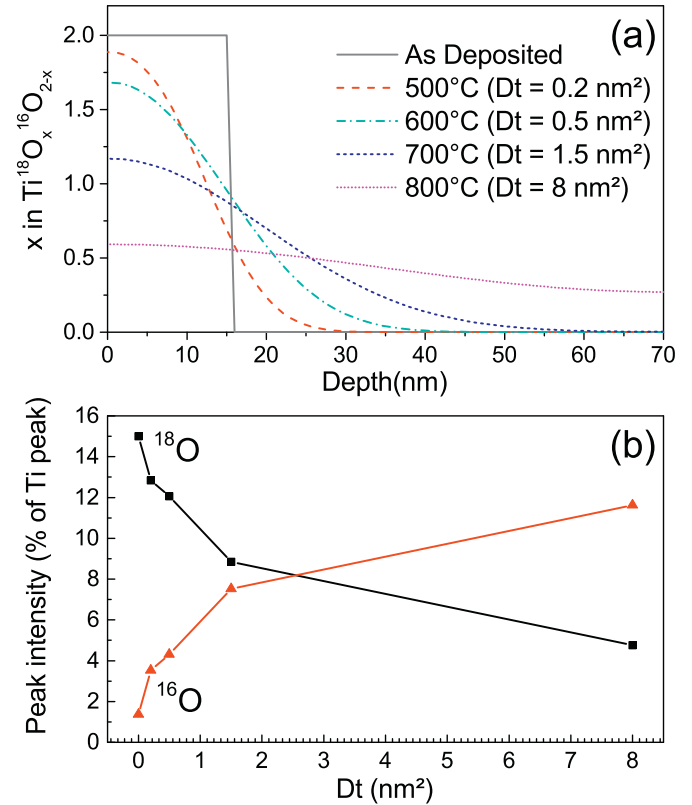 (a)
As Deposited
500°C (Dt = 0.2 nm²)
600°C (Dt = 0.5 nm²)
700°C (Dt = 1.5 nm²)
800°C (Dt = 8 nm²)
x in Ti¹⁸Oₓ¹⁶O₂₋ₓ
2.0
1.5
1.0
0.5
0.0
0 10 20 30 40 50 60 70
Depth(nm)
(b)
¹⁸O
¹⁶O
Peak intensity (% of Ti peak)
16
14
12
10
8
6
4
2
0
0 1 2 3 4 5 6 7 8
Dt (nm²)